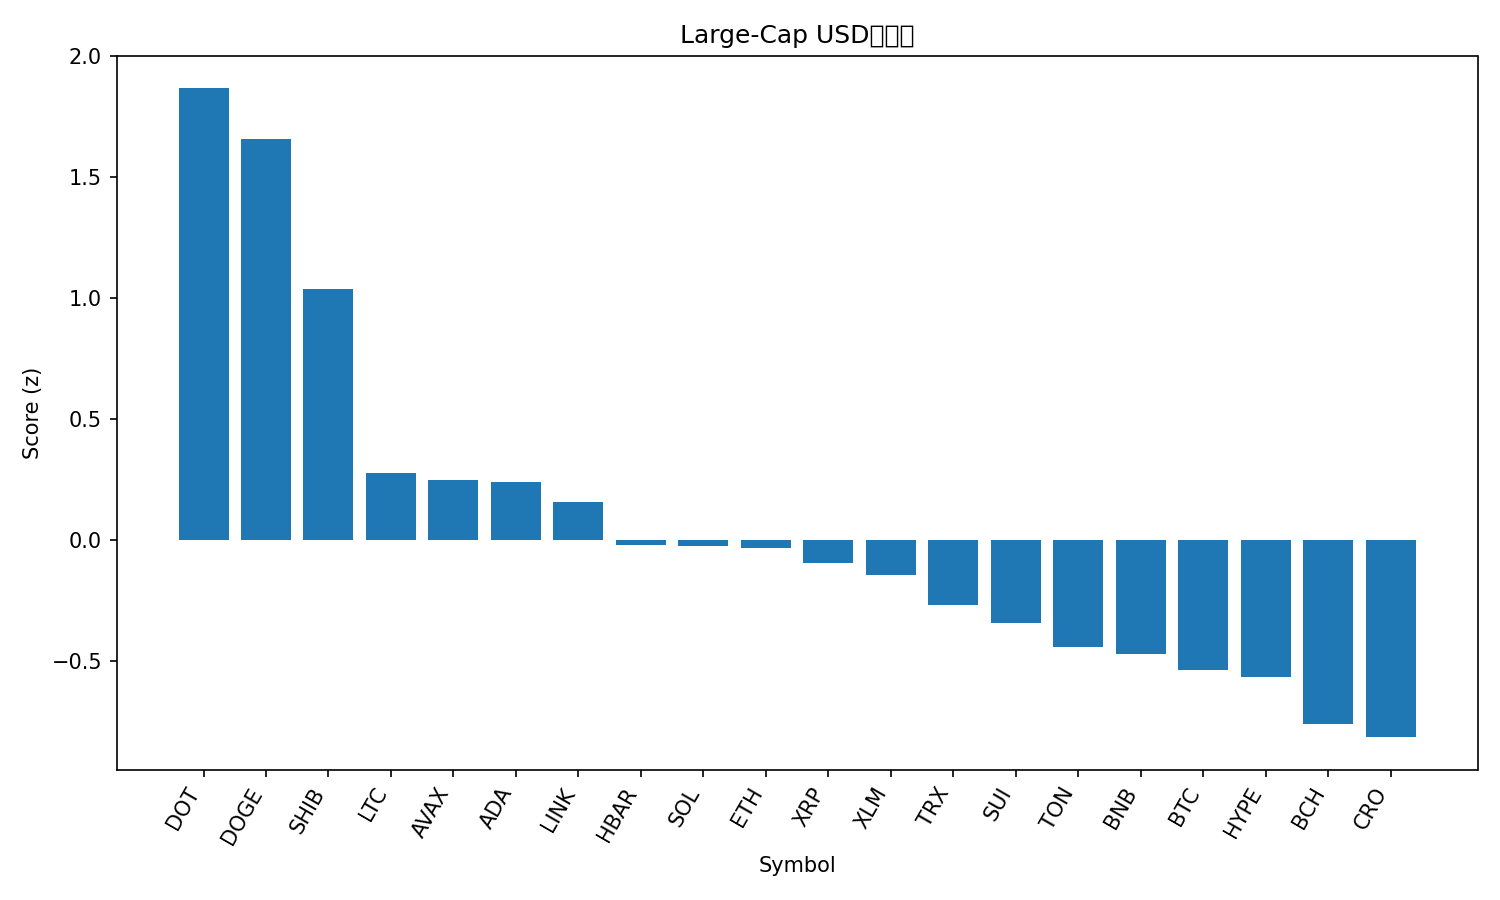 Large-Cap USD
2.0
1.5
1.0
0.5
0.0
−0.5
Score (z)
DOT
DOGE
SHIB
LTC
AVAX
ADA
LINK
HBAR
SOL
ETH
XRP
XLM
TRX
SUI
TON
BNB
BTC
HYPE
BCH
CRO
Symbol